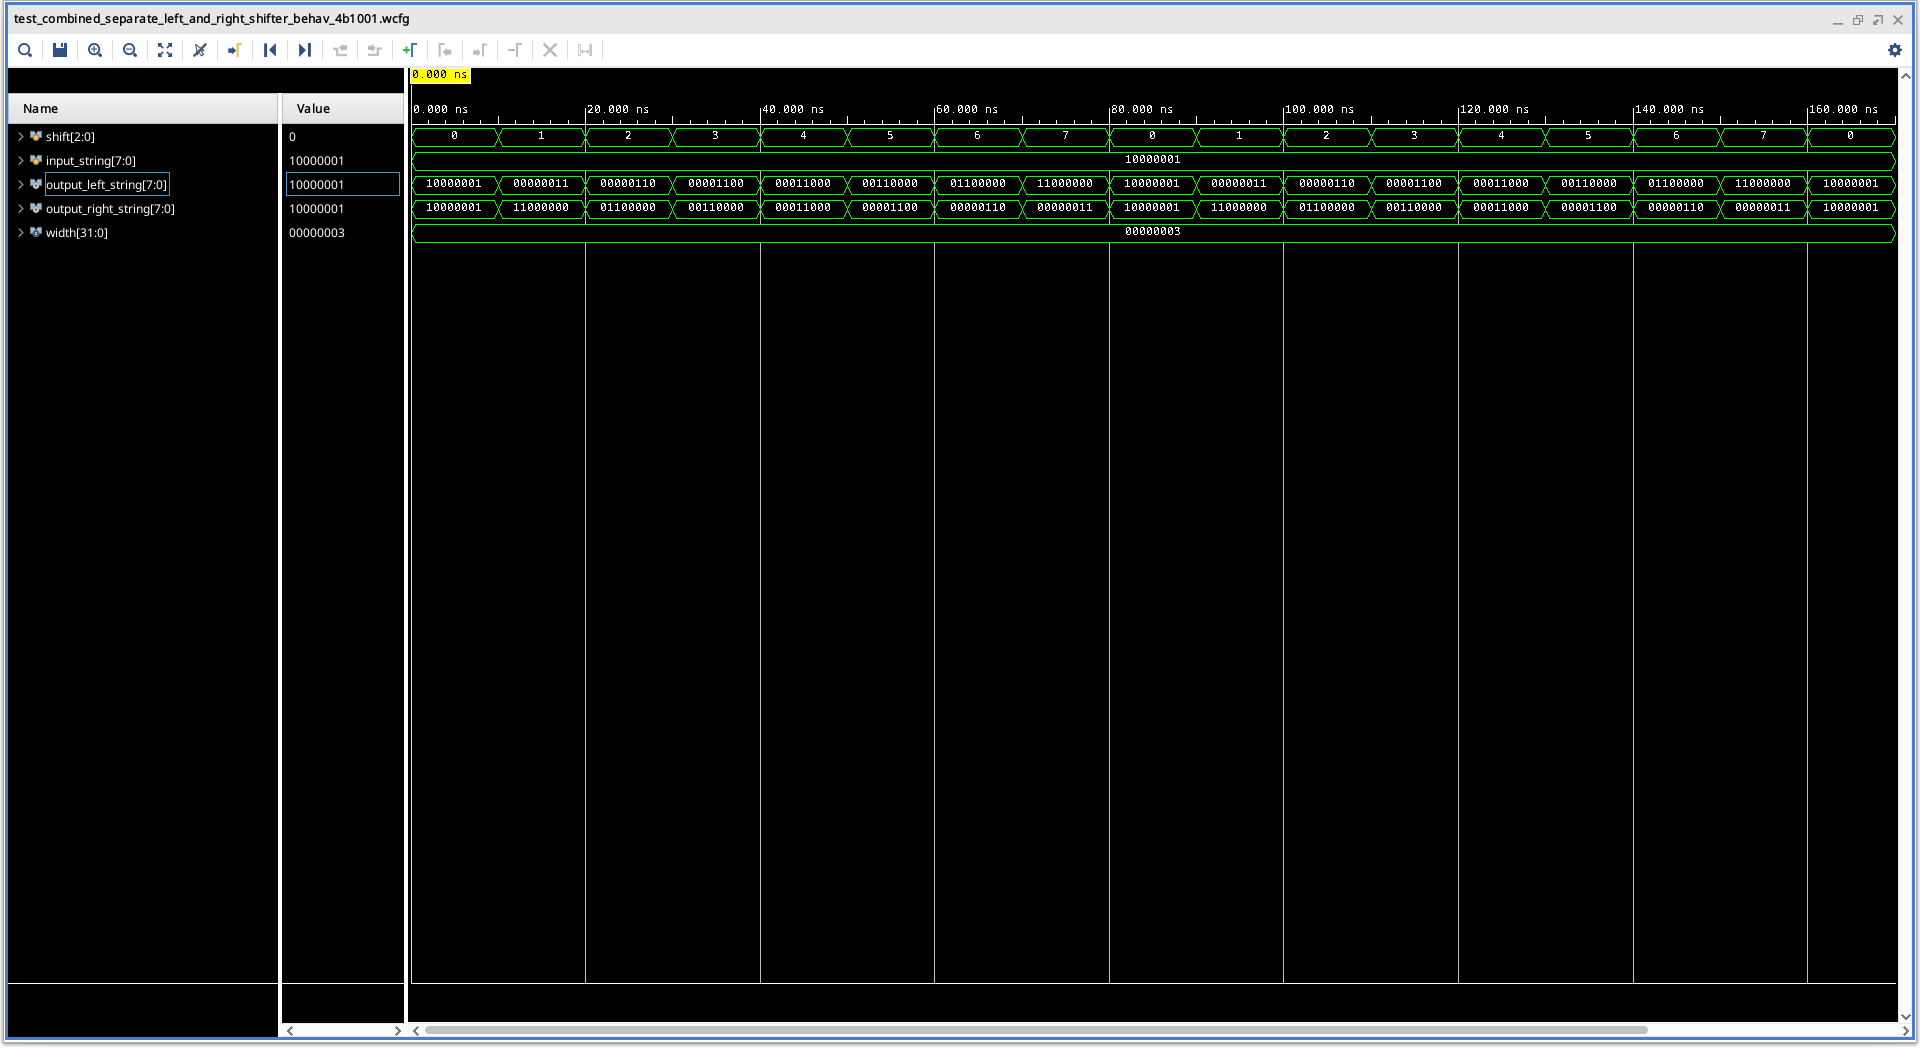 test_combined_separate_left_and_right_shifter_behav_4b1001.wcfg
0.000 ns
Name Value 0.000 ns 20.000 ns 40.000 ns 60.000 ns 80.000 ns 100.000 ns 120.000 ns 140.000 ns 160.000 ns
shift[2:0] 0 0 1 2 3 4 5 6 7 0 1 2 3 4 5 6 7 0
input_string[7:0] 10000001 10000001
output_left_string[7:0] 10000001 10000001 00000011 00000110 00001100 00011000 00110000 01100000 11000000 10000001 00000011 00000110 00001100 00011000 00110000 01100000 11000000 10000001
output_right_string[7:0] 10000001 10000001 11000000 01100000 00110000 00011000 00001100 00000110 00000011 10000001 11000000 01100000 00110000 00011000 00001100 00000110 00000011 10000001
width[31:0] 00000003 00000003